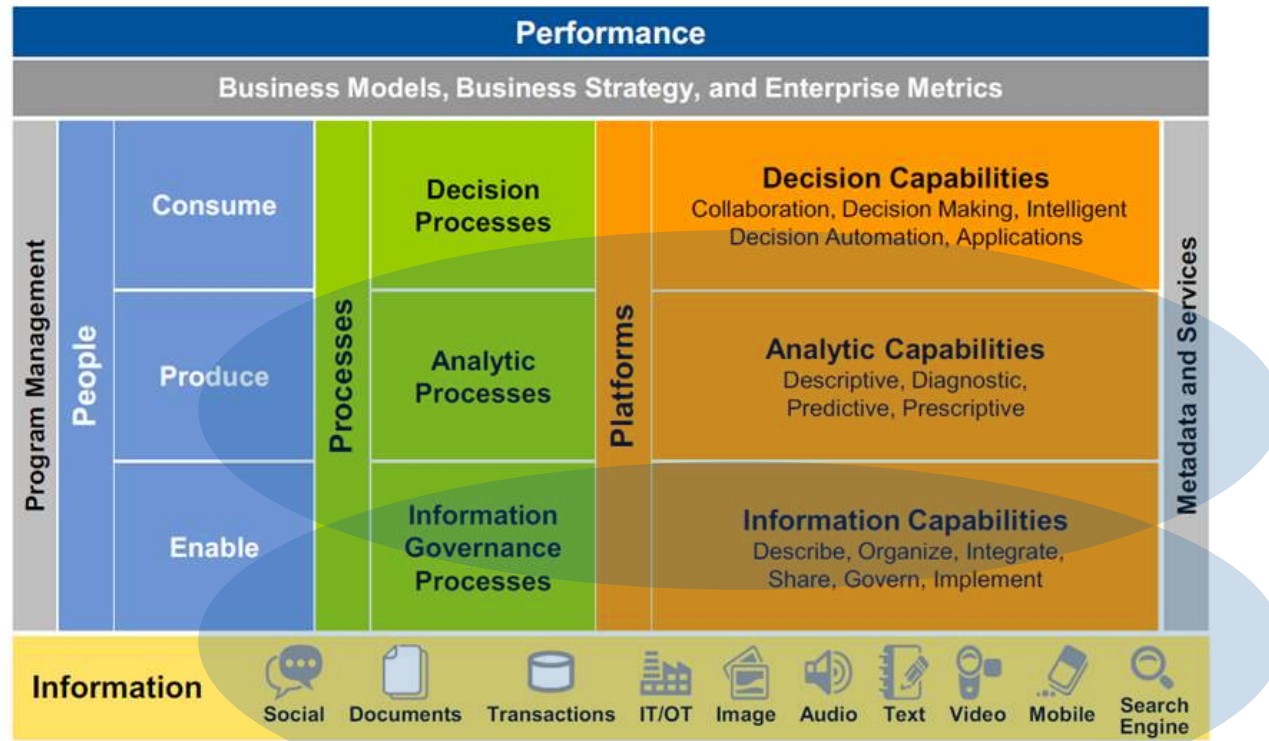 Performance
Business Models, Business Strategy, and Enterprise Metrics
Program Management
People
Consume
Produce
Enable
Processes
Decision
Processes
Analytic
Processes
Information
Governance
Processes
Platforms
Decision Capabilities
Collaboration, Decision Making, Intelligent
Decision Automation, Applications
Analytic Capabilities
Descriptive, Diagnostic,
Predictive, Prescriptive
Information Capabilities
Describe, Organize, Integrate,
Share, Govern, Implement
Metadata and Services
Information
Social
Documents
Transactions
IT/OT
Image
Audio
Text
Video
Mobile
Search
Engine